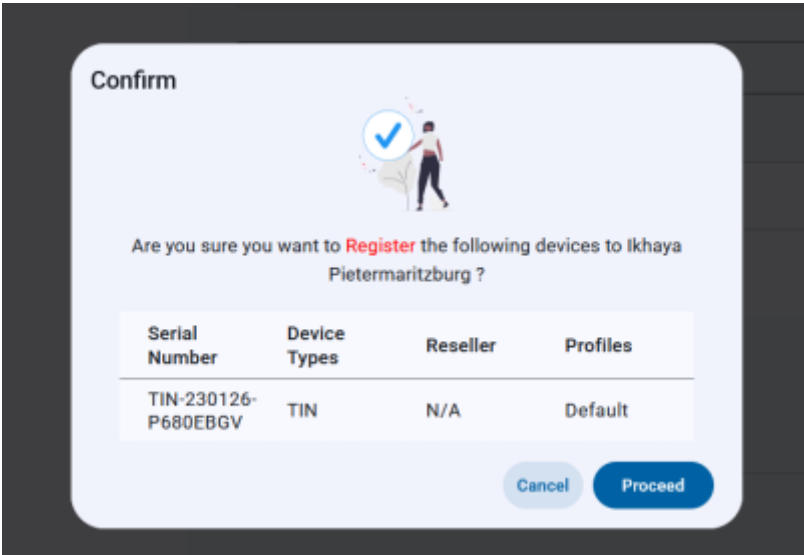 Confirm
Are you sure you want to Register the following devices to Ikhaya
Pietermaritzburg ?
Serial Number Device Types Reseller Profiles
TIN-230126-P680EBGV TIN N/A Default
Cancel Proceed